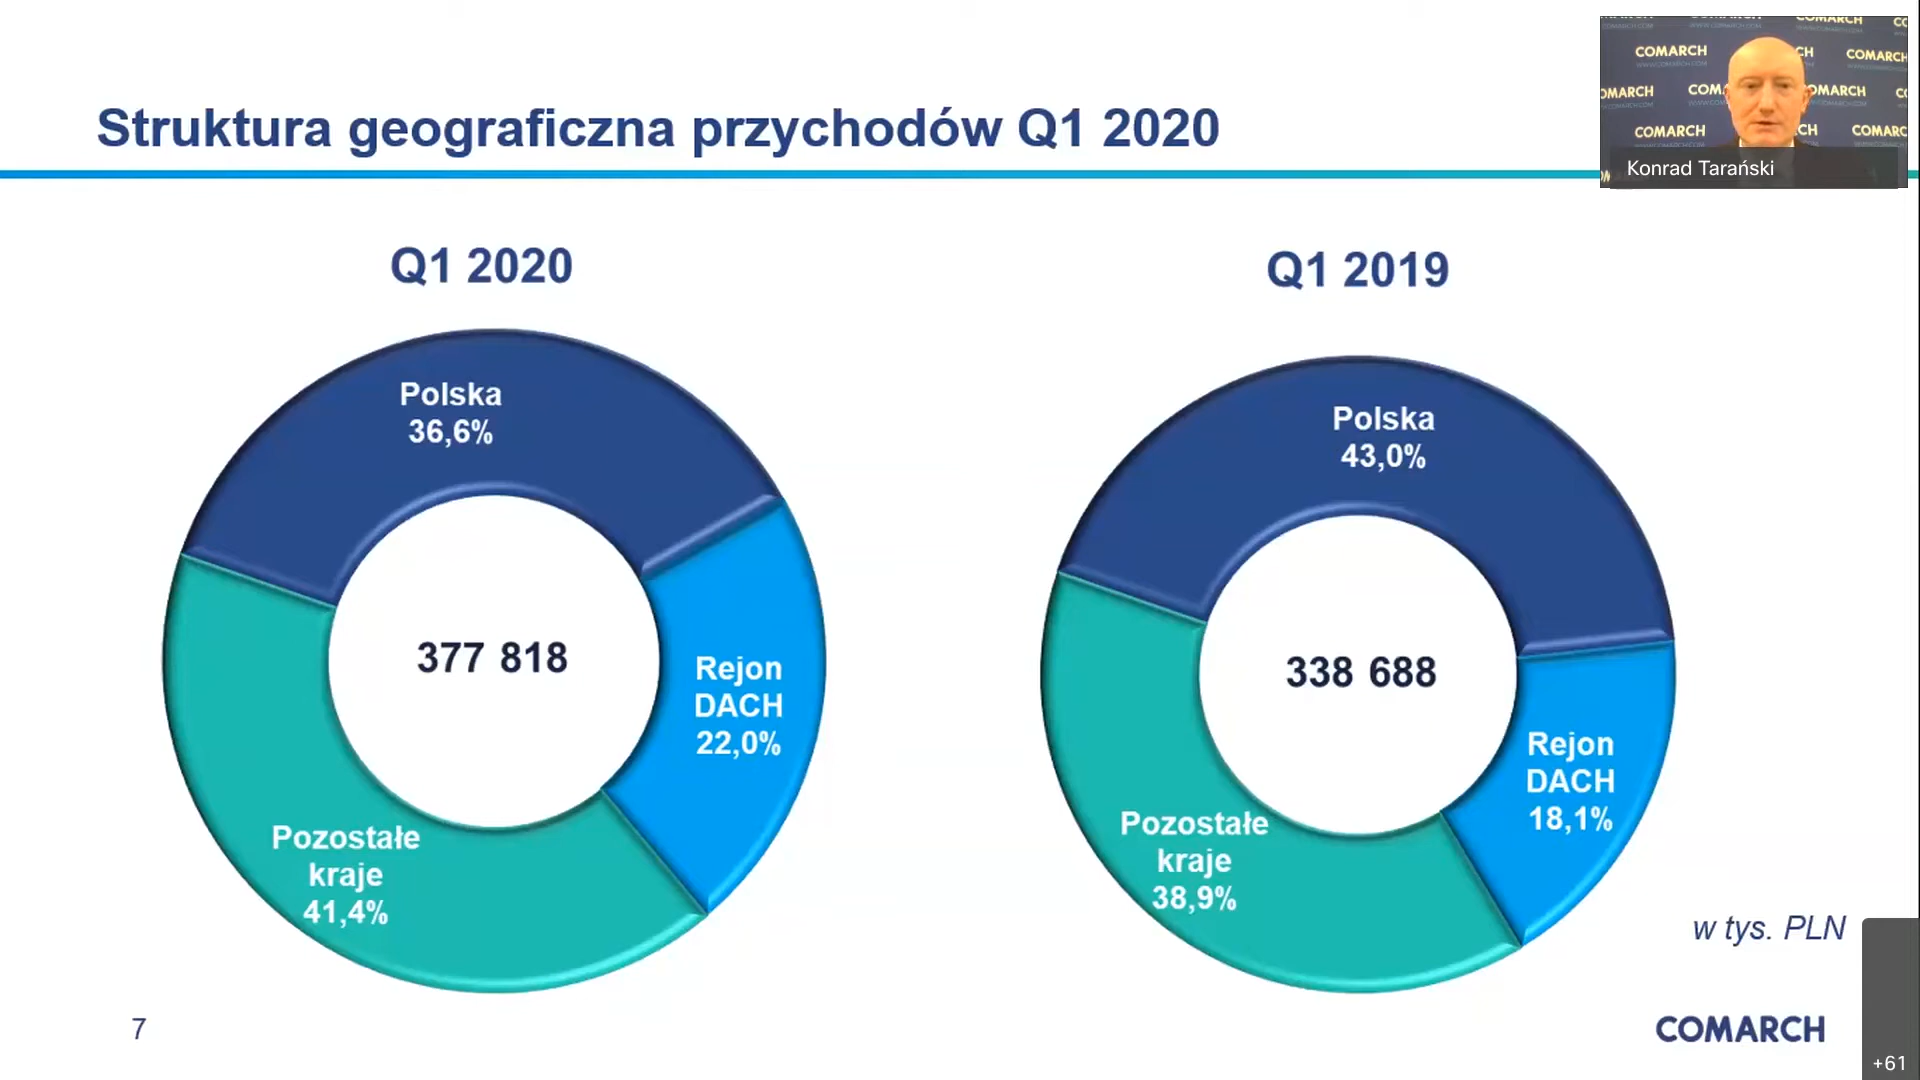 Struktura geograficzna przychodów Q1 2020
COMARCH
COMARCH
COMARCH
COMARCH
COMARCH
Konrad Tarański
Q1 2020
Q1 2019
Polska
36,6%
Rejon
DACH
22,0%
Pozostałe
kraje
41,4%
377 818
Polska
43,0%
Rejon
DACH
18,1%
Pozostałe
kraje
38,9%
338 688
w tys. PLN
7
COMARCH
+61